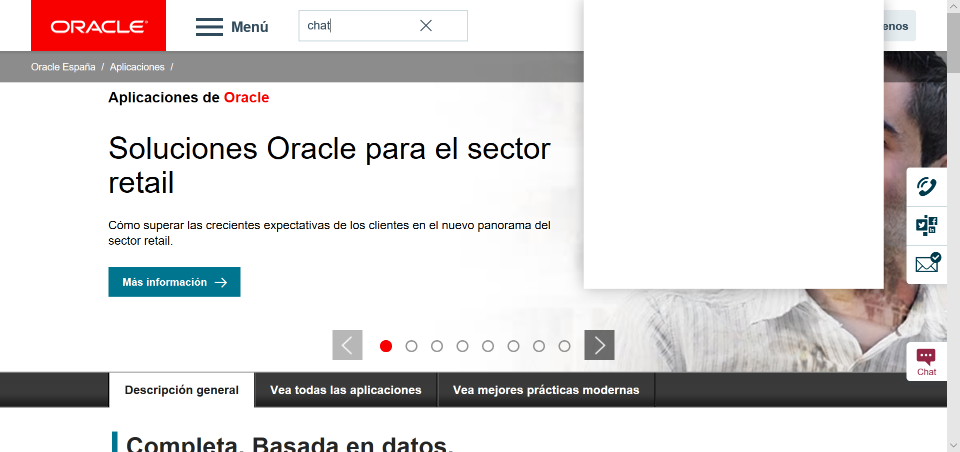 ORACLE
Menú
chat
enos
Oracle España / Aplicaciones /
Aplicaciones de Oracle
Soluciones Oracle para el sector
retail
Cómo superar las crecientes expectativas de los clientes en el nuevo panorama del
sector retail.
Más información
Chat
Descripción general
Vea todas las aplicaciones
Vea mejores prácticas modernas
Completa. Basada en datos.